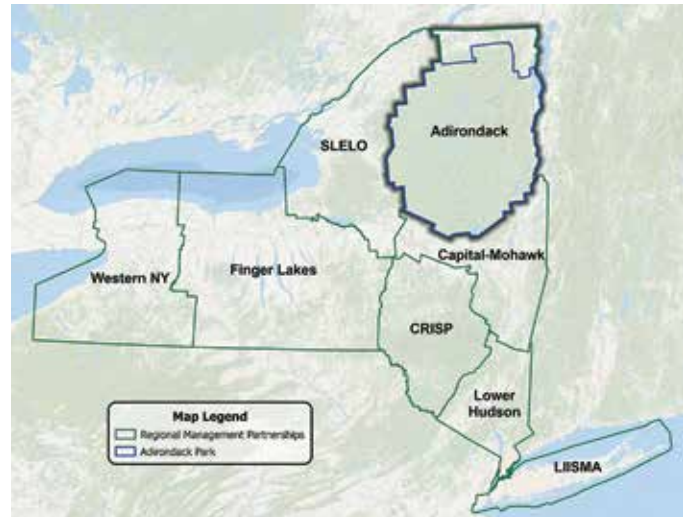 Adirondack
SLELO
Capital-Mohawk
Western NY
Finger Lakes
CRISP
Lower
Hudson
LIISMA
Map Legend
Regional Management Partnerships
Adirondack Park